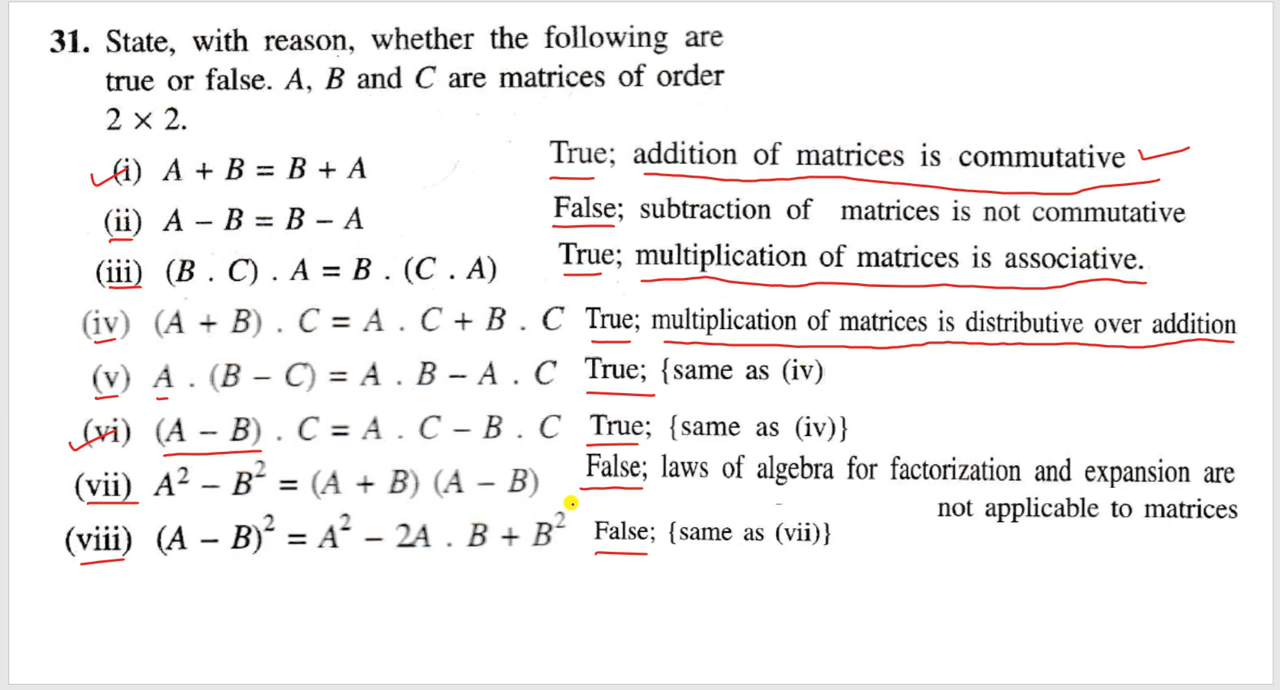 31. State, with reason, whether the following are
true or false. A, B and C are matrices of order
2 × 2.
(i) A + B = B + A True; addition of matrices is commutative
(ii) A – B = B – A False; subtraction of matrices is not commutative
(iii) (B . C) . A = B . (C . A) True; multiplication of matrices is associative.
(iv) (A + B) . C = A . C + B . C True; multiplication of matrices is distributive over addition
(v) A . (B – C) = A . B – A . C True; {same as (iv)
(vi) (A – B) . C = A . C – B . C True; {same as (iv)}
(vii) A² – B² = (A + B) (A – B) False; laws of algebra for factorization and expansion are
not applicable to matrices
(viii) (A – B)² = A² – 2A . B + B² False; {same as (vii)}